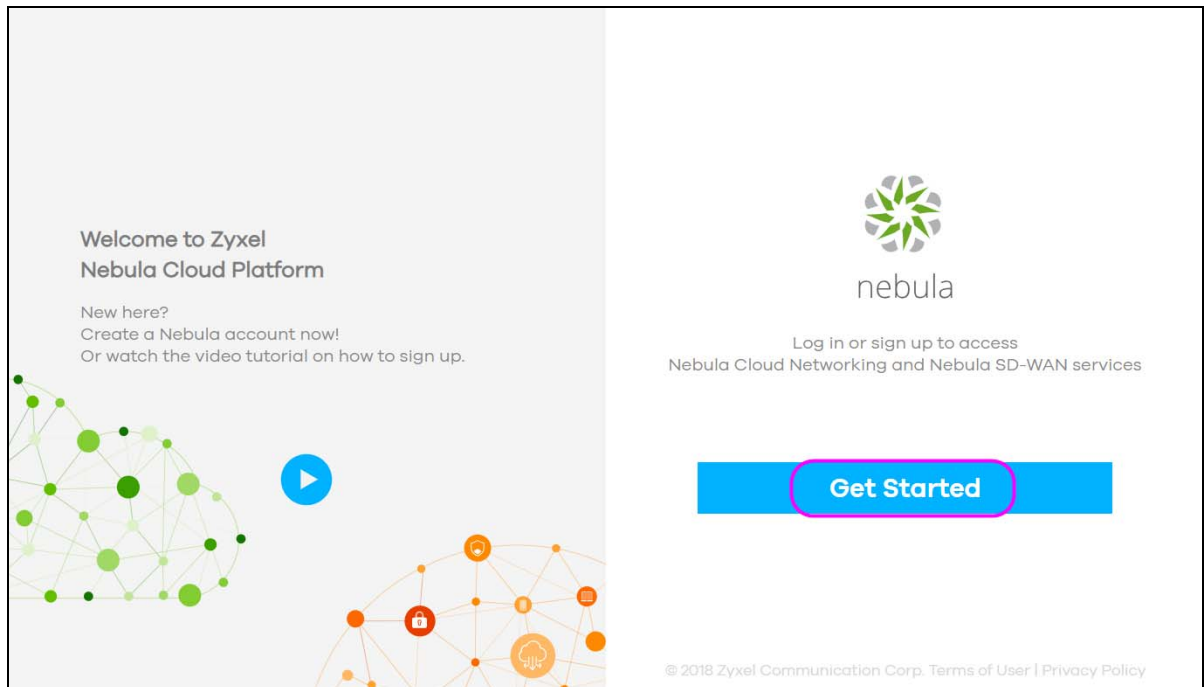 Welcome to Zyxel
Nebula Cloud Platform
New here?
Create a Nebula account now!
Or watch the video tutorial on how to sign up.
nebula
Log in or sign up to access
Nebula Cloud Networking and Nebula SD-WAN services
Get Started
© 2018 Zyxel Communication Corp. Terms of User | Privacy Policy